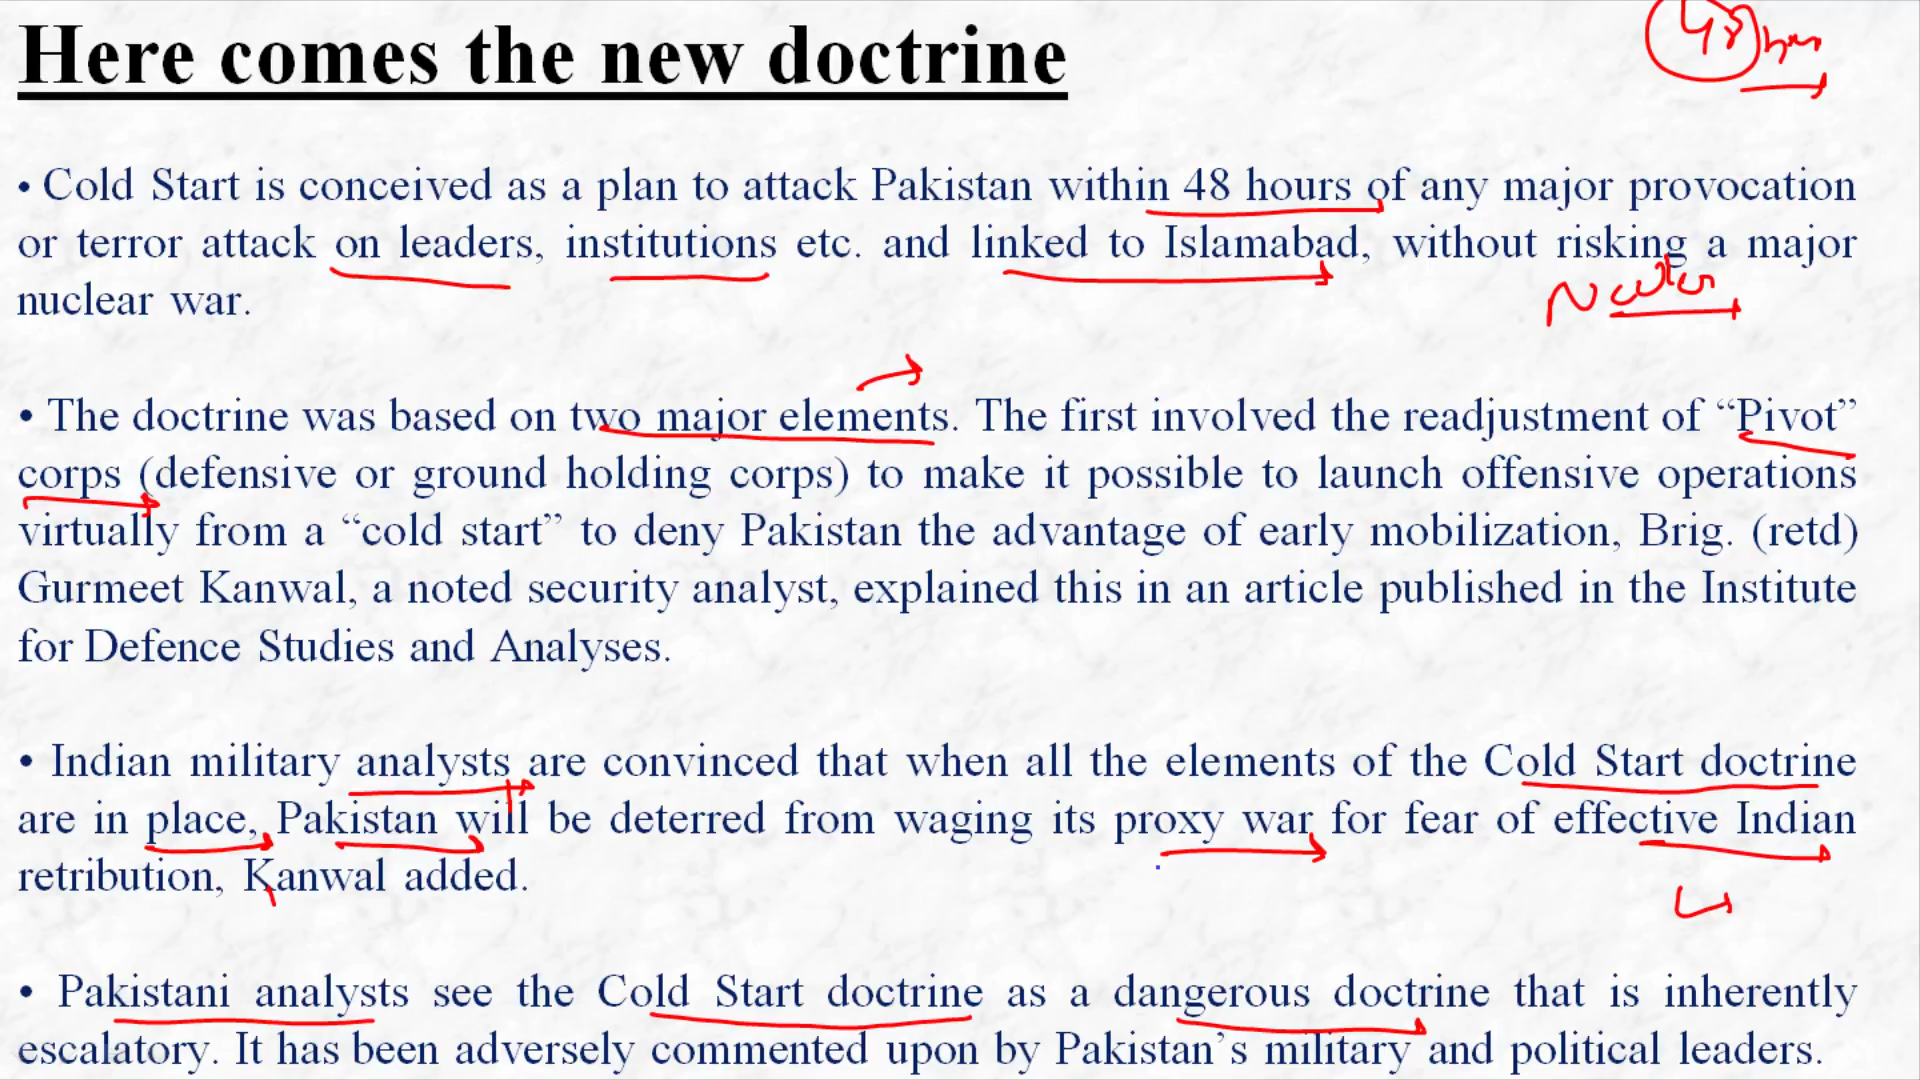 Here comes the new doctrine
48 hrs
• Cold Start is conceived as a plan to attack Pakistan within 48 hours of any major provocation
or terror attack on leaders, institutions etc. and linked to Islamabad, without risking a major
nuclear war.
• The doctrine was based on two major elements. The first involved the readjustment of “Pivot”
corps (defensive or ground holding corps) to make it possible to launch offensive operations
virtually from a “cold start” to deny Pakistan the advantage of early mobilization, Brig. (retd)
Gurmeet Kanwal, a noted security analyst, explained this in an article published in the Institute
for Defence Studies and Analyses.
• Indian military analysts are convinced that when all the elements of the Cold Start doctrine
are in place, Pakistan will be deterred from waging its proxy war for fear of effective Indian
retribution, Kanwal added.
• Pakistani analysts see the Cold Start doctrine as a dangerous doctrine that is inherently
escalatory. It has been adversely commented upon by Pakistan’s military and political leaders.